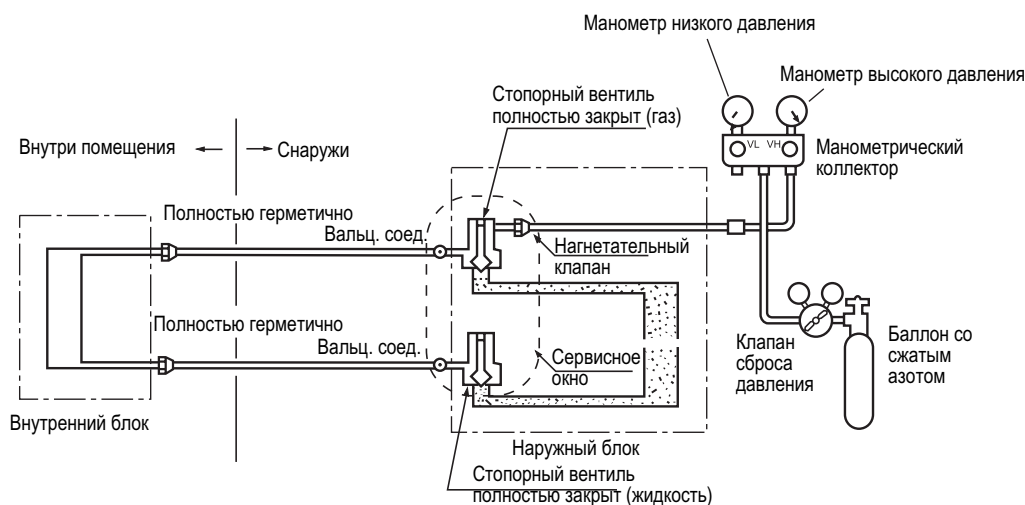 Манометр низкого давления
Манометр высокого давления
Стопорный вентиль
полностью закрыт (газ)
Внутри помещения
Снаружи
VL VH
Манометрический
коллектор
Полностью герметично
Вальц. соед.
Нагнетательный
клапан
Полностью герметично
Вальц. соед.
Сервисное
окно
Клапан
сброса
давления
Баллон со
сжатым
азотом
Внутренний блок
Наружный блок
Стопорный вентиль
полностью закрыт (жидкость)